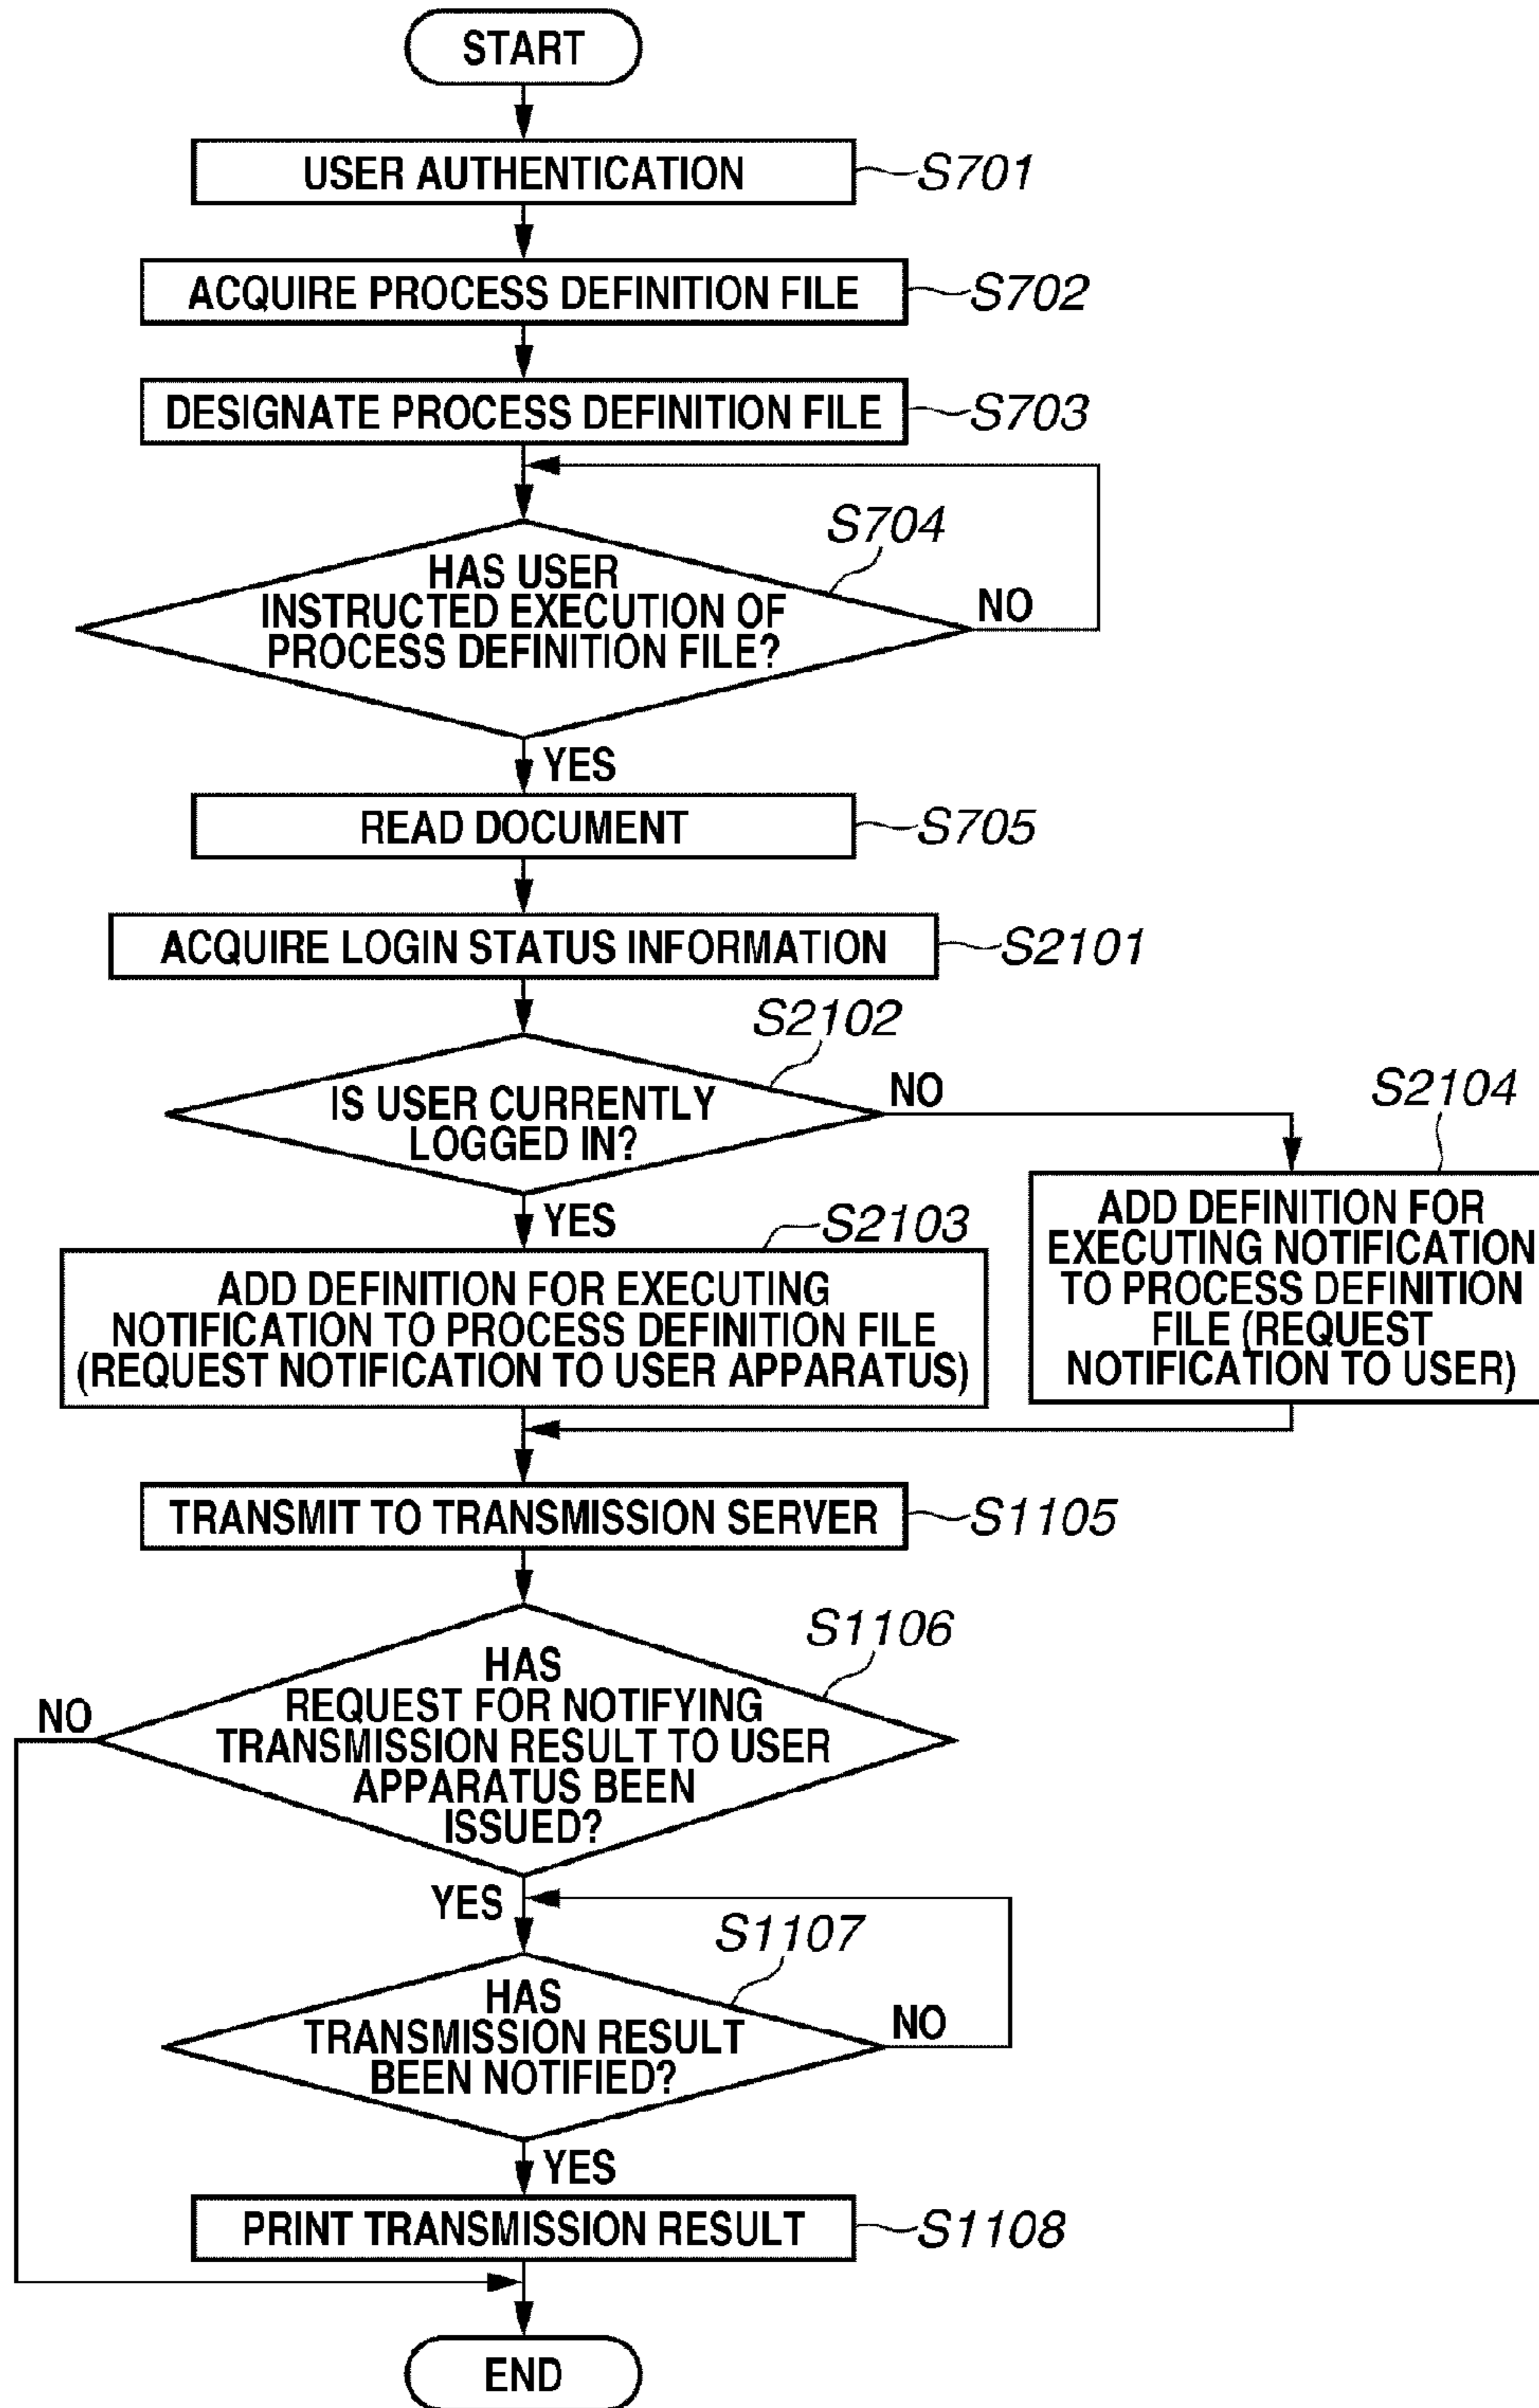 START
USER AUTHENTICATION
S701
ACQUIRE PROCESS DEFINITION FILE
S702
DESIGNATE PROCESS DEFINITION FILE
S703
S704
HAS USER
INSTRUCTED EXECUTION OF
PROCESS DEFINITION FILE?
NO
YES
READ DOCUMENT
S705
ACQUIRE LOGIN STATUS INFORMATION
S2101
S2102
IS USER CURRENTLY
LOGGED IN?
NO
S2104
ADD DEFINITION FOR
EXECUTING NOTIFICATION
TO PROCESS DEFINITION
FILE (REQUEST
NOTIFICATION TO USER)
YES
S2103
ADD DEFINITION FOR EXECUTING
NOTIFICATION TO PROCESS DEFINITION FILE
(REQUEST NOTIFICATION TO USER APPARATUS)
TRANSMIT TO TRANSMISSION SERVER
S1105
S1106
HAS
REQUEST FOR NOTIFYING
TRANSMISSION RESULT TO USER
APPARATUS BEEN
ISSUED?
NO
YES
S1107
HAS
TRANSMISSION RESULT
BEEN NOTIFIED?
NO
YES
PRINT TRANSMISSION RESULT
S1108
END